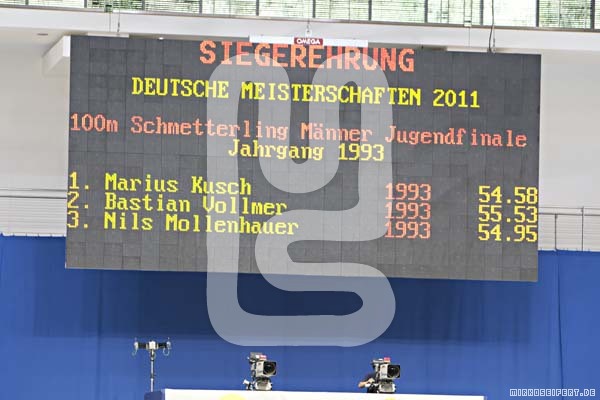 OMEGA
SIEGEREHRUNG
DEUTSCHE MEISTERSCHAFTEN 2011
100m Schmetterling Männer Jugendfinale
Jahrgang 1993
1. Marius Kusch 1993 54.58
2. Bastian Vollmer 1993 55.53
3. Nils Mollenhauer 1993 54.95
MIRKOSEIFERT.DE